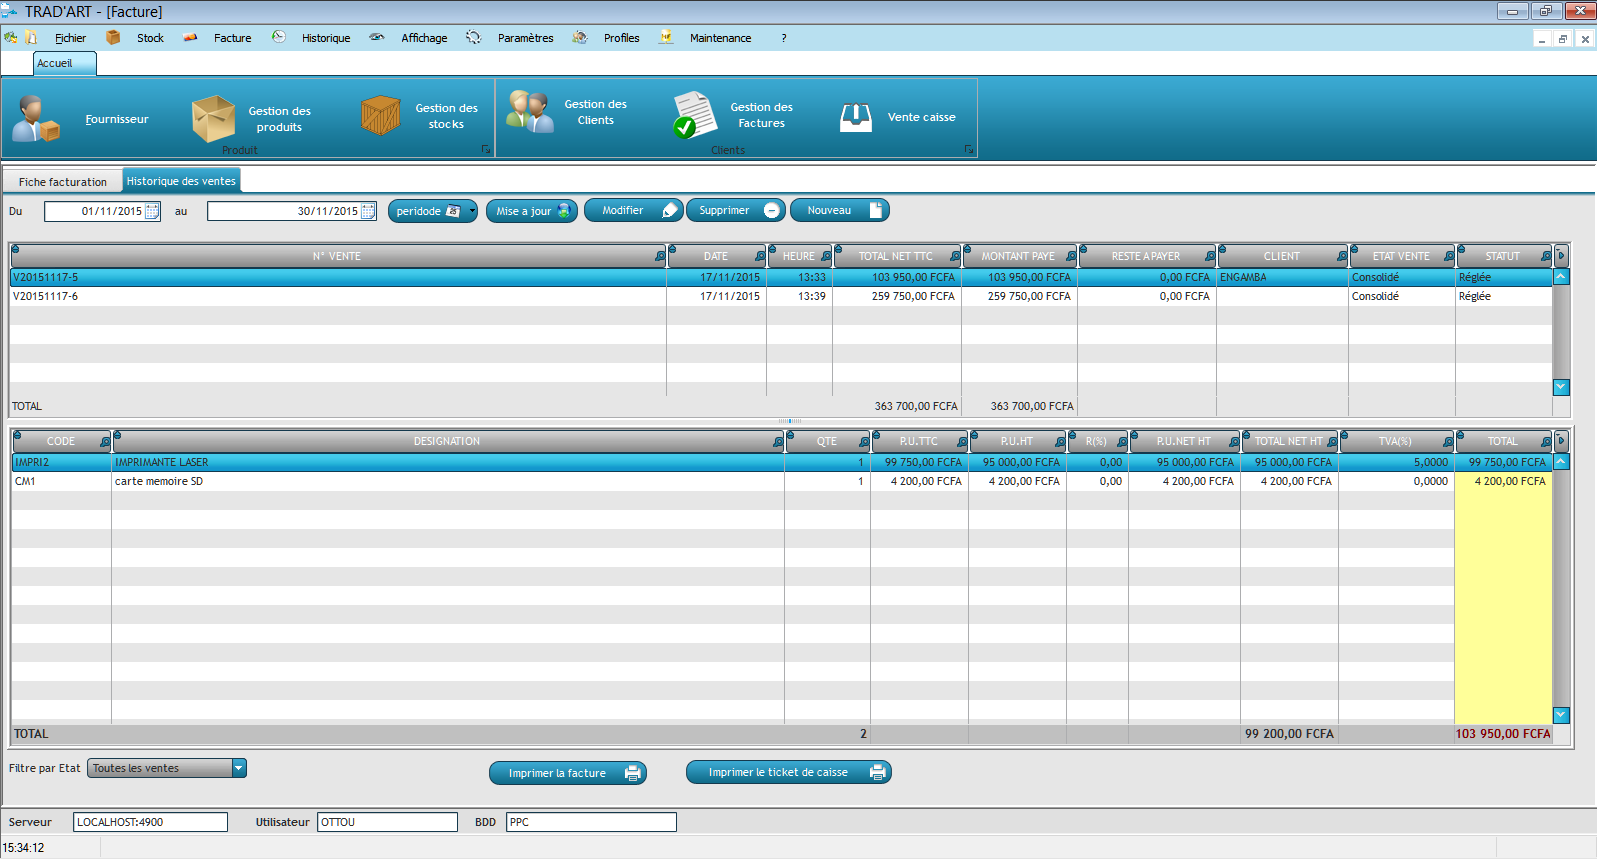 TRAD'ART - [Facture]
Fichier Stock Facture Historique Affichage Paramètres Profiles Maintenance ?
Accueil
Fournisseur
Gestion des produits
Gestion des stocks
Gestion des Clients
Gestion des Factures
Vente caisse
Produit
Clients
Fiche facturation Historique des ventes
Du 01/11/2015 au 30/11/2015 peridode Mise a jour Modifier Supprimer Nouveau
N° VENTE DATE HEURE TOTAL NET TTC MONTANT PAYE RESTE A PAYER CLIENT ETAT VENTE STATUT
V20151117-5 17/11/2015 13:33 103 950,00 FCFA 103 950,00 FCFA 0,00 FCFA ENGAMBA Consolidé Réglée
V20151117-6 17/11/2015 13:39 259 750,00 FCFA 259 750,00 FCFA 0,00 FCFA Consolidé Réglée
TOTAL 363 700,00 FCFA 363 700,00 FCFA
CODE DESIGNATION QTE P.U.TTC P.U.HT R(%) P.U.NET HT TOTAL NET HT TVA(%) TOTAL
IMPRI2 IMPRIMANTE LASER 1 99 750,00 FCFA 95 000,00 FCFA 0,00 95 000,00 FCFA 95 000,00 FCFA 5,0000 99 750,00 FCFA
CM1 carte memoire SD 1 4 200,00 FCFA 4 200,00 FCFA 0,00 4 200,00 FCFA 4 200,00 FCFA 0,0000 4 200,00 FCFA
TOTAL 2 99 200,00 FCFA 103 950,00 FCFA
Filtre par Etat Toutes les ventes Imprimer la facture Imprimer le ticket de caisse
Serveur LOCALHOST:4900 Utilisateur OTTOU BDD PPC
15:34:12